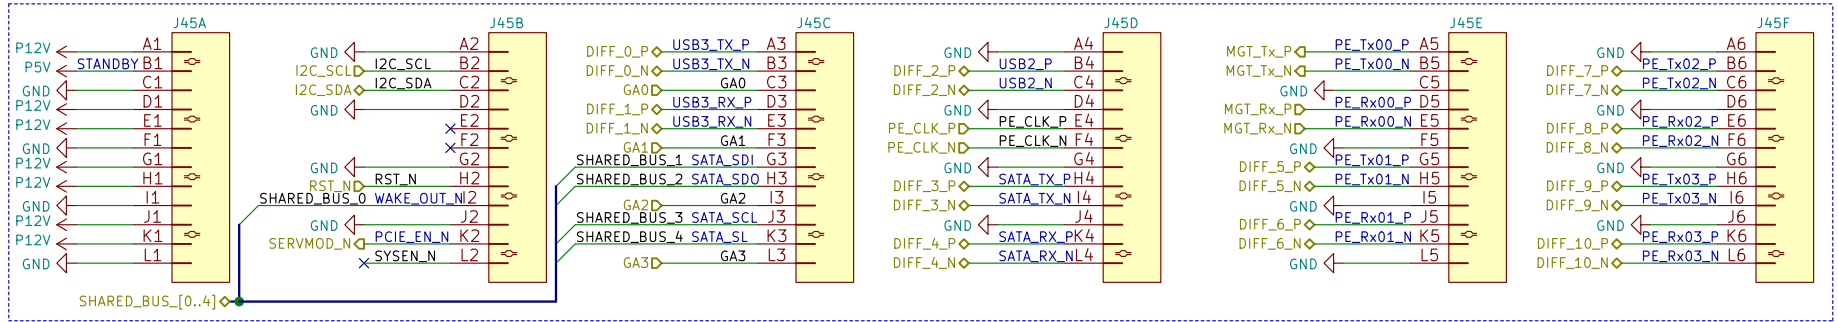 J45A
P12V A1
P5V STANDBY B1
GND C1
P12V D1
P12V E1
GND F1
P12V G1
P12V H1
GND I1
P12V J1
P12V K1
GND L1
J45B
GND A2
I2C_SCL I2C_SCL B2
I2C_SDA I2C_SDA C2
GND D2
E2
F2
GND G2
RST_N RST_N H2
SHARED_BUS_0 WAKE_OUT_N I2
GND J2
SERVMOD_N PCIE_EN_N K2
SYSEN_N L2
J45C
DIFF_0_P USB3_TX_P A3
DIFF_0_N USB3_TX_N B3
GA0 GA0 C3
DIFF_1_P USB3_RX_P D3
DIFF_1_N USB3_RX_N E3
GA1 GA1 F3
SHARED_BUS_1 SATA_SDI G3
SHARED_BUS_2 SATA_SDO H3
GA2 GA2 I3
SHARED_BUS_3 SATA_SCL J3
SHARED_BUS_4 SATA_SL K3
GA3 GA3 L3
J45D
GND A4
DIFF_2_P USB2_P B4
DIFF_2_N USB2_N C4
GND D4
PE_CLK_P PE_CLK_P E4
PE_CLK_N PE_CLK_N F4
GND G4
DIFF_3_P SATA_TX_P H4
DIFF_3_N SATA_TX_N I4
GND J4
DIFF_4_P SATA_RX_P K4
DIFF_4_N SATA_RX_N L4
J45E
MGT_Tx_P PE_Tx00_P A5
MGT_Tx_N PE_Tx00_N B5
GND C5
MGT_Rx_P PE_Rx00_P D5
MGT_Rx_N PE_Rx00_N E5
GND F5
DIFF_5_P PE_Tx01_P G5
DIFF_5_N PE_Tx01_N H5
GND I5
DIFF_6_P PE_Rx01_P J5
DIFF_6_N PE_Rx01_N K5
GND L5
J45F
GND A6
DIFF_7_P PE_Tx02_P B6
DIFF_7_N PE_Tx02_N C6
GND D6
DIFF_8_P PE_Rx02_P E6
DIFF_8_N PE_Rx02_N F6
GND G6
DIFF_9_P PE_Tx03_P H6
DIFF_9_N PE_Tx03_N I6
GND J6
DIFF_10_P PE_Rx03_P K6
DIFF_10_N PE_Rx03_N L6
SHARED_BUS_[0..4]